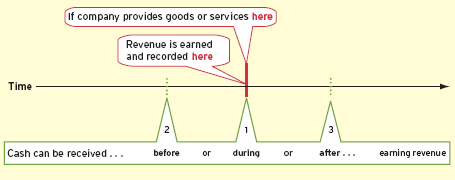 If company provides goods or services here
Revenue is earned
and recorded here
Time
2 1 3
Cash can be received . . . before or during or after . . . earning revenue